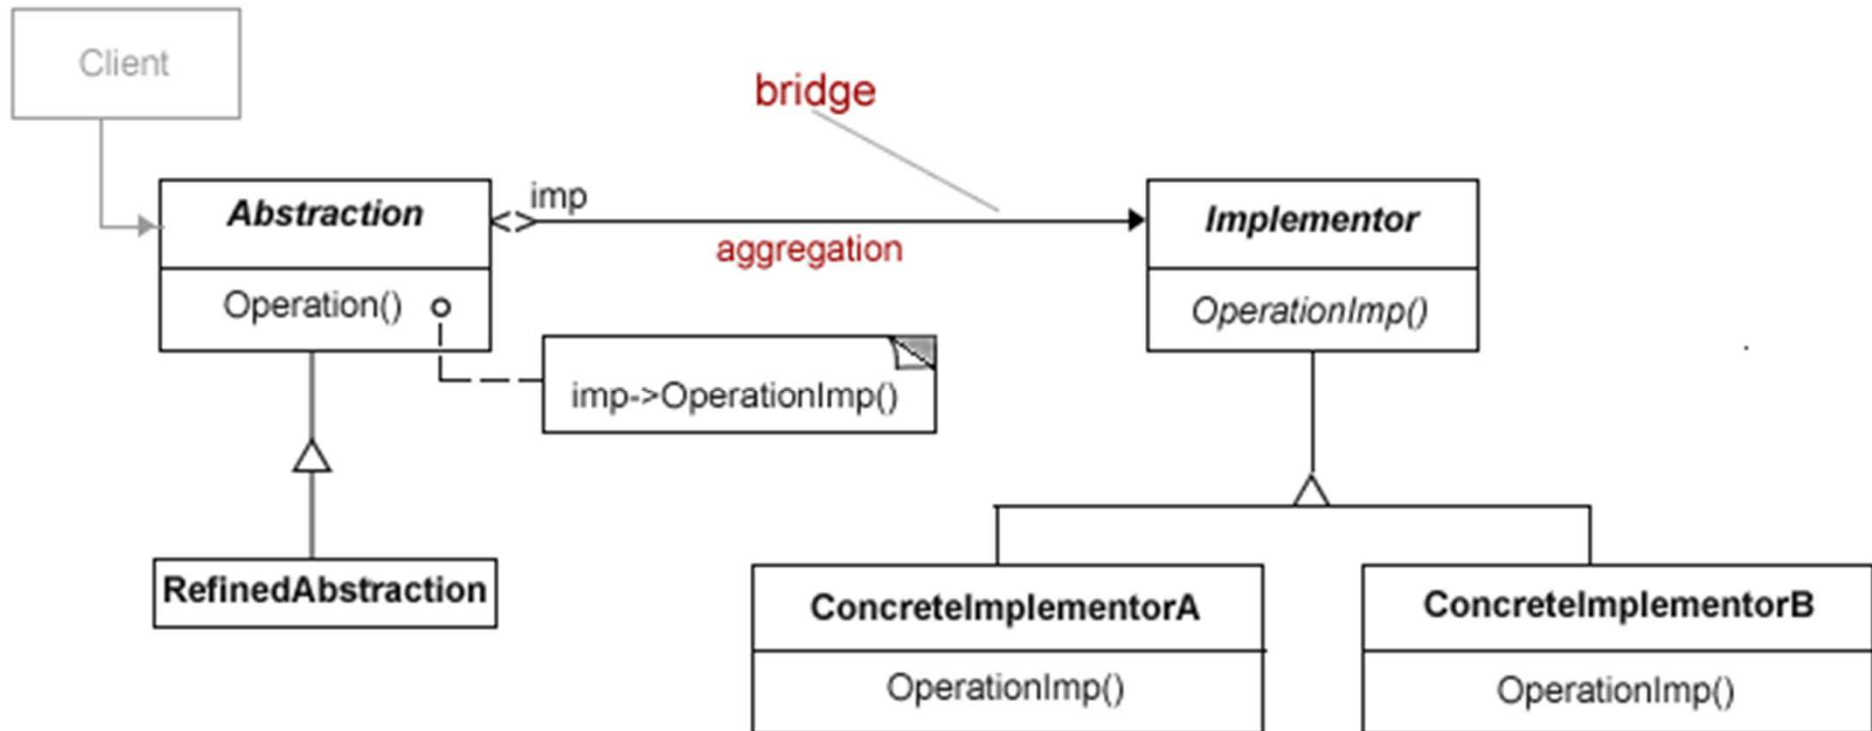 Client
bridge
imp
Abstraction
Implementor
aggregation
Operation()
OperationImp()
imp->OperationImp()
RefinedAbstraction
ConcreteImplementorA
ConcreteImplementorB
OperationImp()
OperationImp()